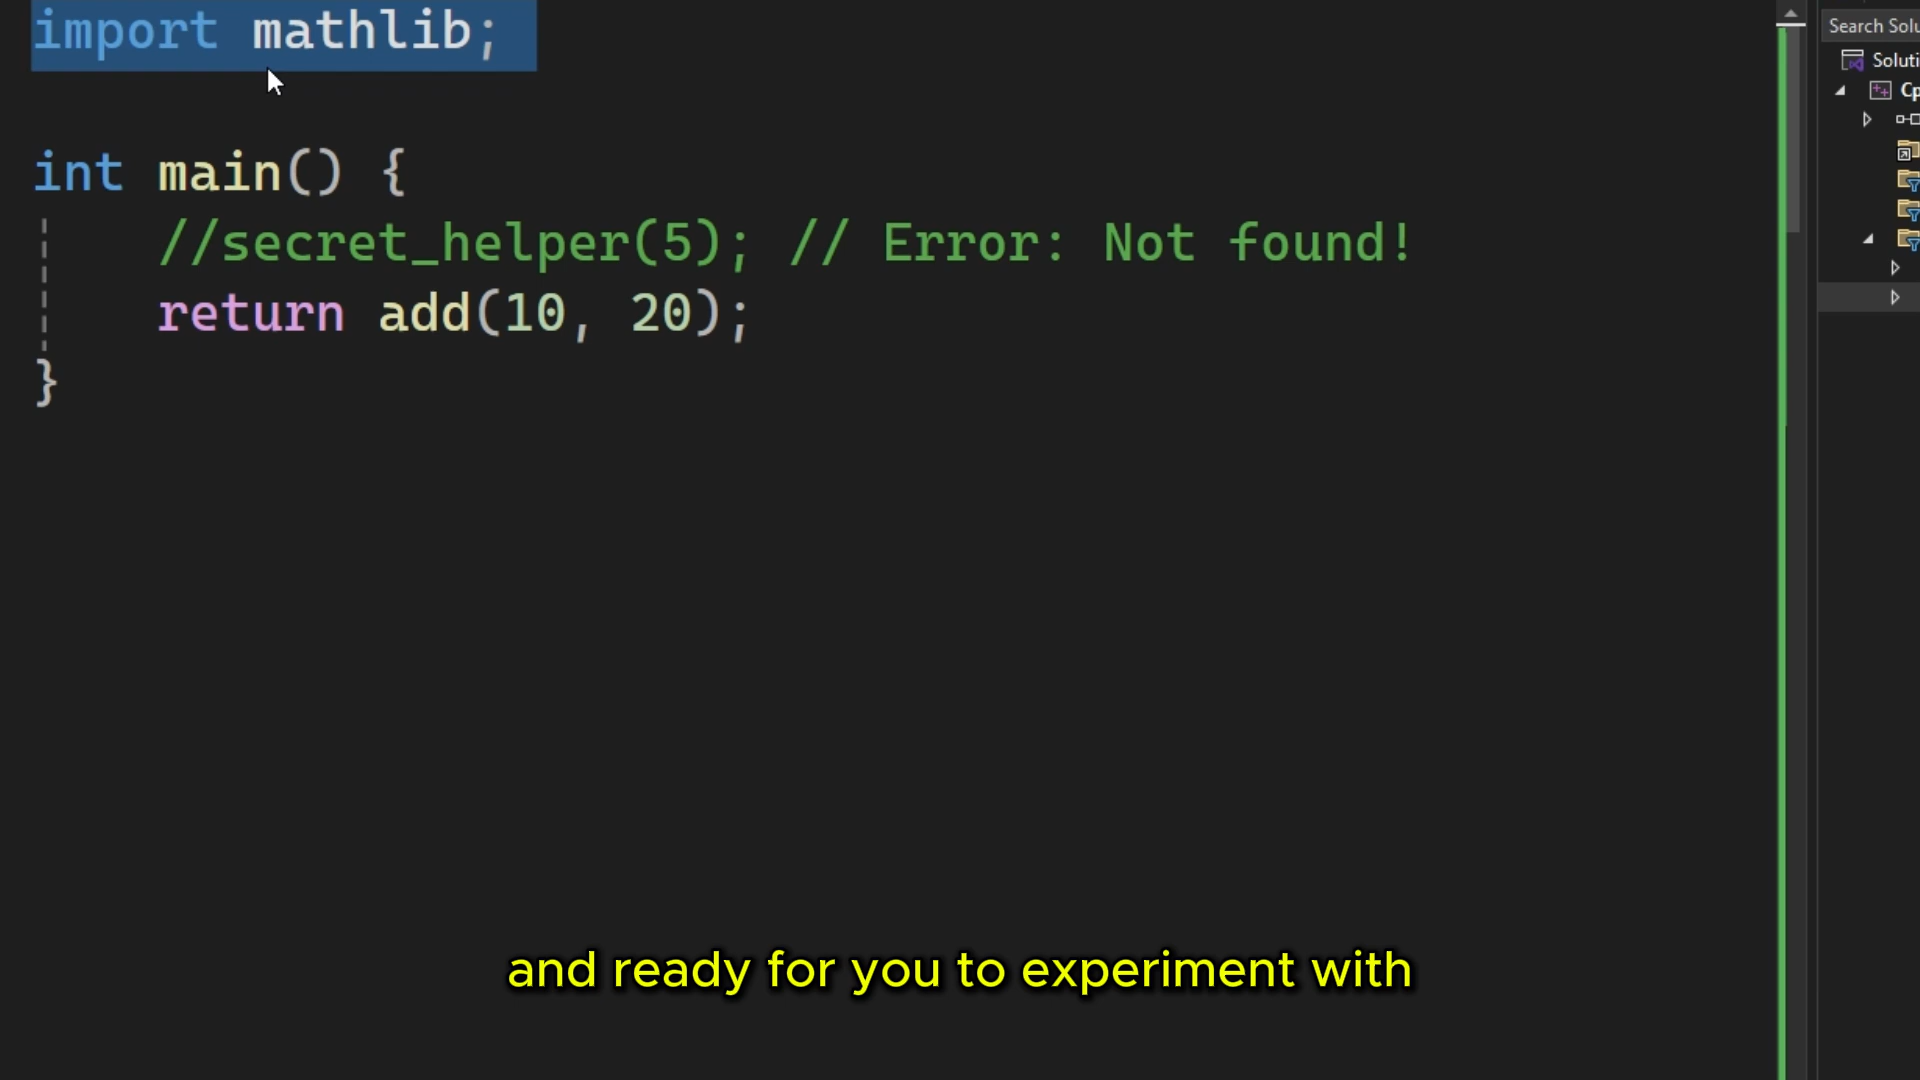 import mathlib;
int main() {
//secret_helper(5); // Error: Not found!
return add(10, 20);
}
Search Solu
Soluti
Cp
and ready for you to experiment with